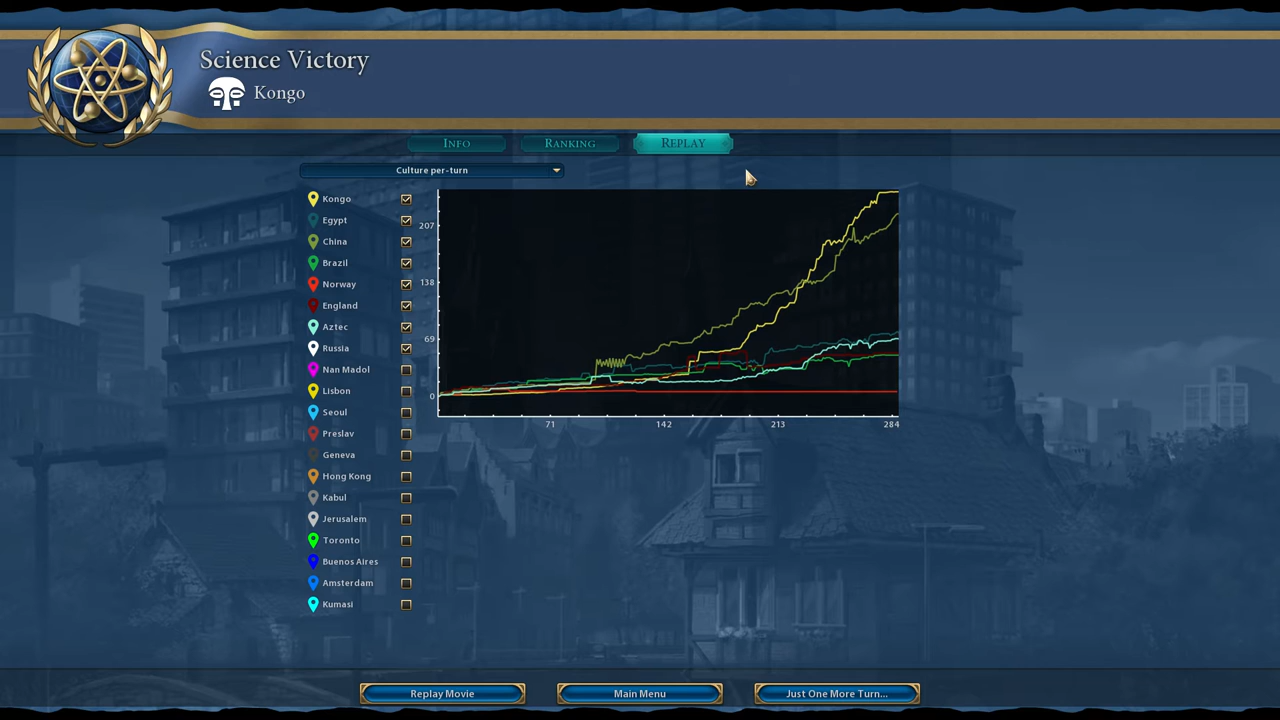 Science Victory
Kongo
INFO
RANKING
REPLAY
Culture per-turn
Kongo
Egypt
China
Brazil
Norway
England
Aztec
Russia
Nan Madol
Lisbon
Seoul
Preslav
Geneva
Hong Kong
Kabul
Jerusalem
Toronto
Buenos Aires
Amsterdam
Kumasi
207
138
69
0
71 142 213 284
Replay Movie
Main Menu
Just One More Turn...